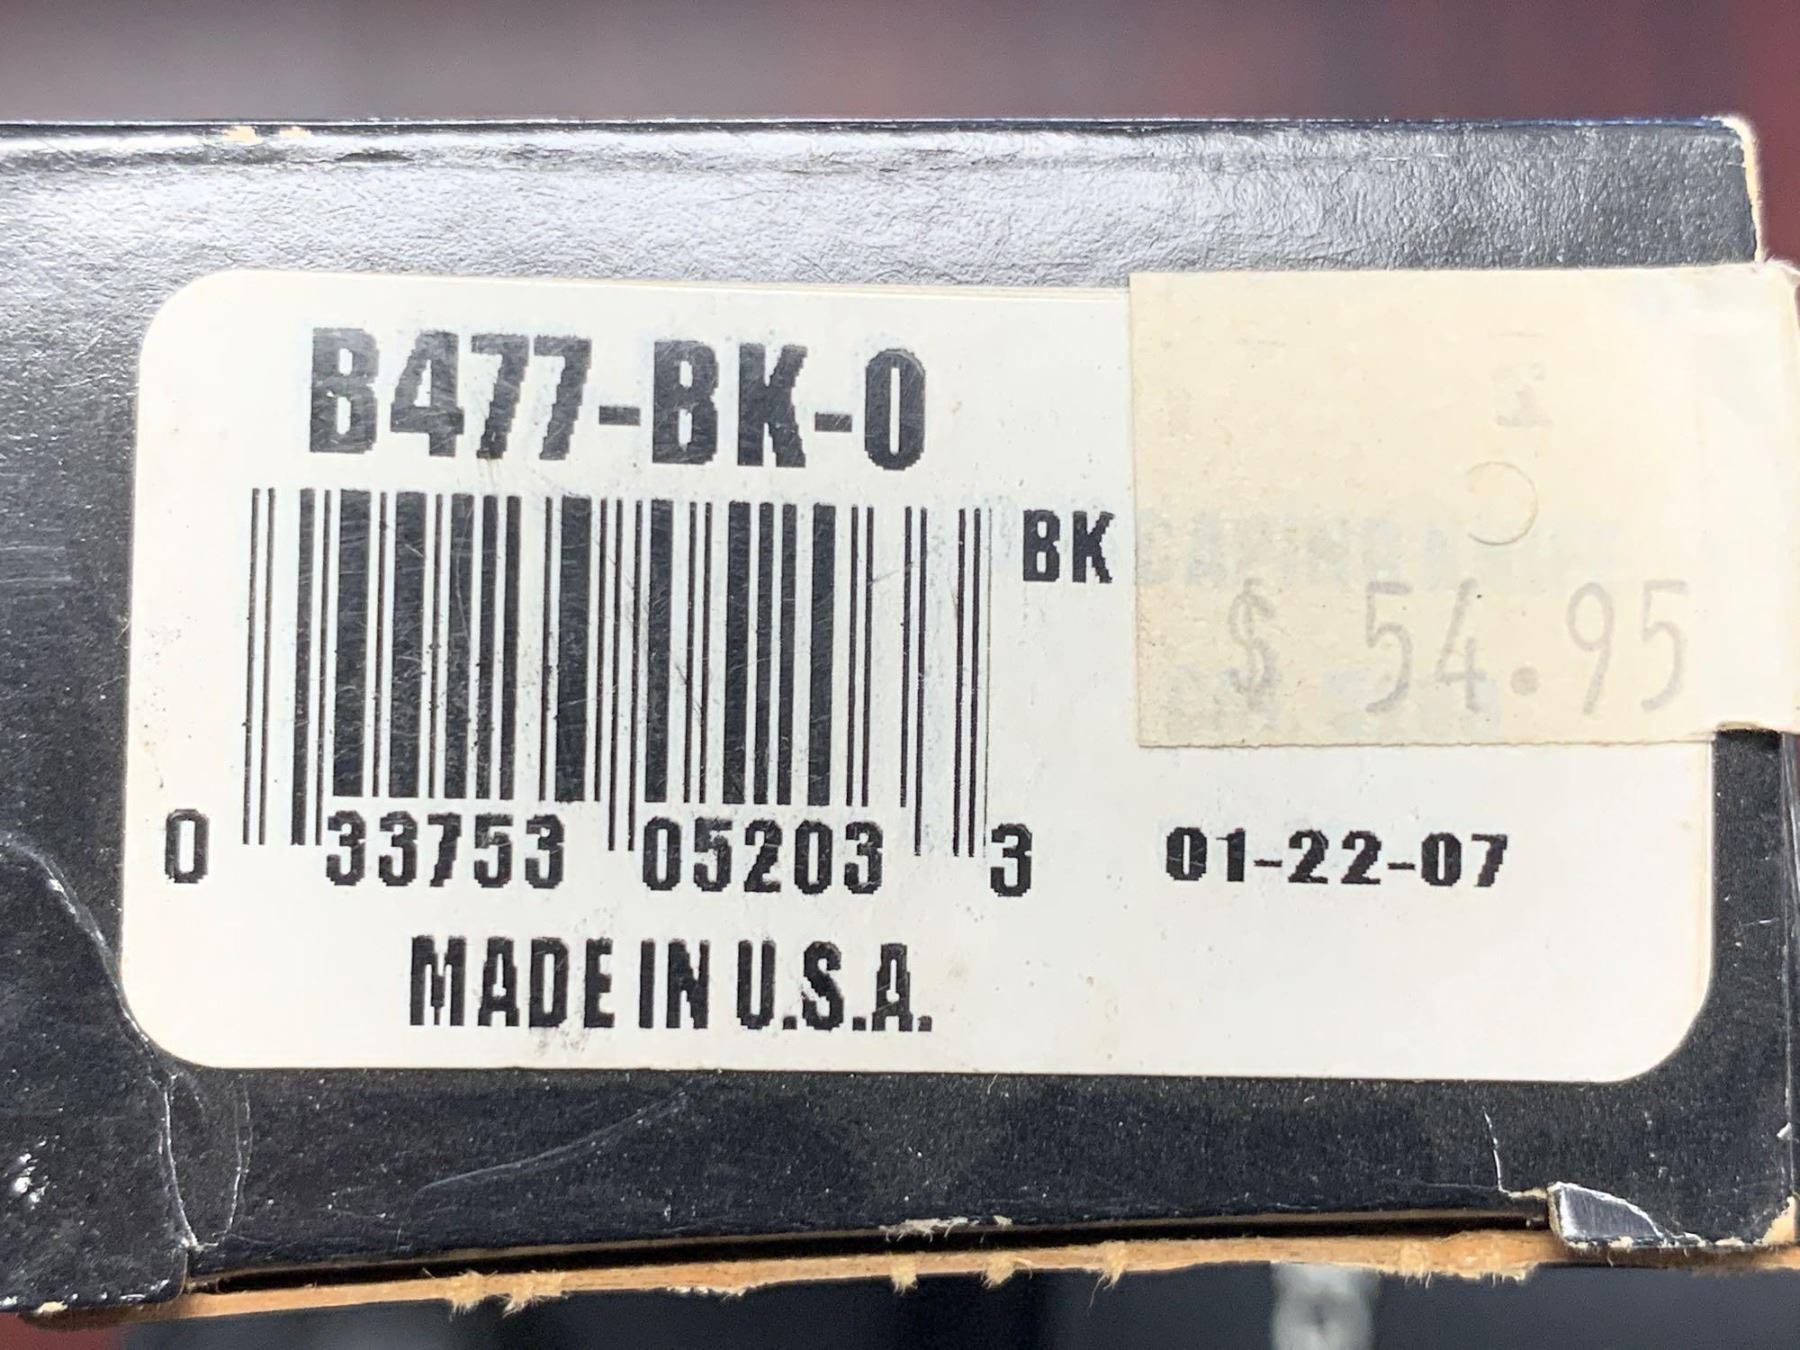 B477-BK-0
BK
$ 54.95
0 33753 05203 3
01-22-07
MADE IN U.S.A.